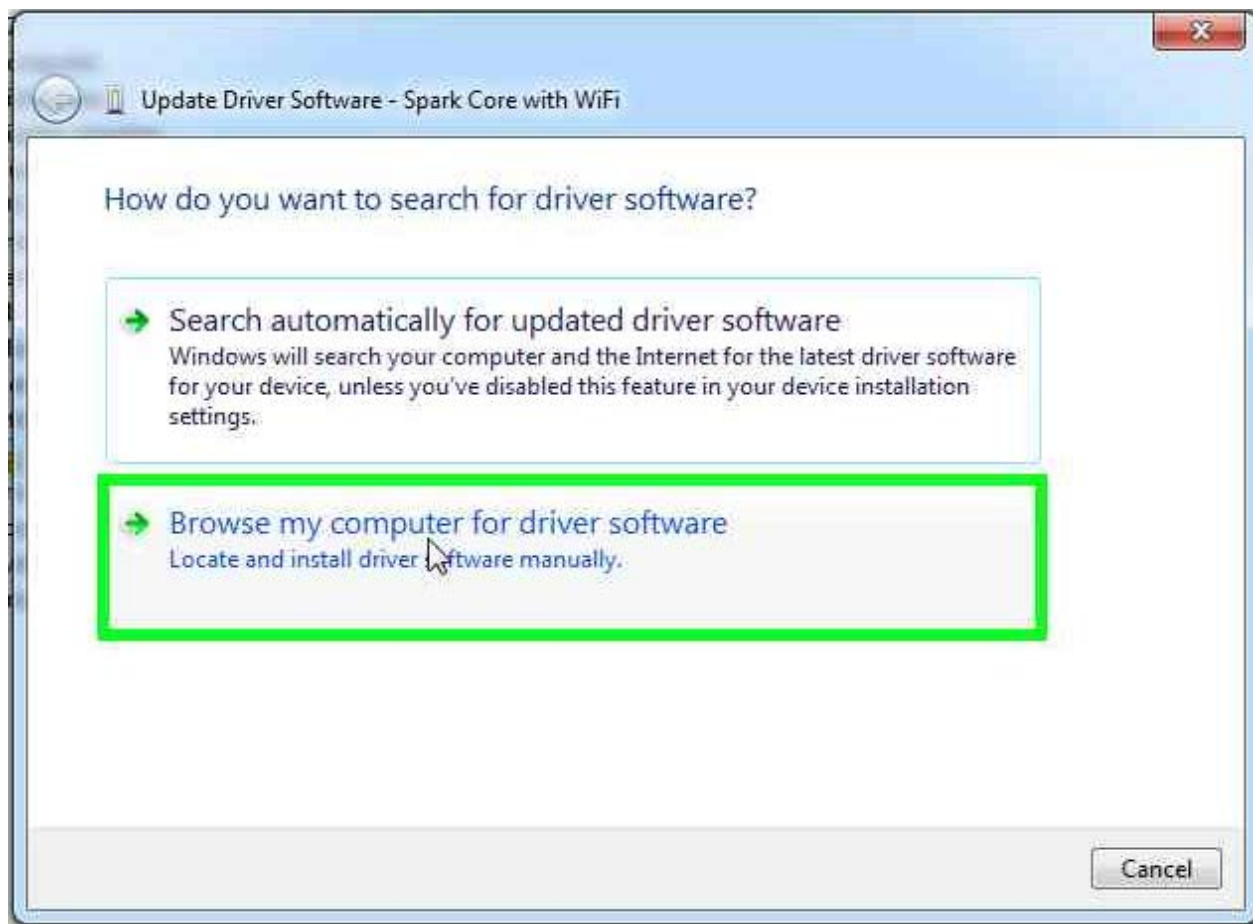 Update Driver Software - Spark Core with WiFi
How do you want to search for driver software?
Search automatically for updated driver software
Windows will search your computer and the Internet for the latest driver software
for your device, unless you've disabled this feature in your device installation
settings.
Browse my computer for driver software
Locate and install driver software manually.
Cancel